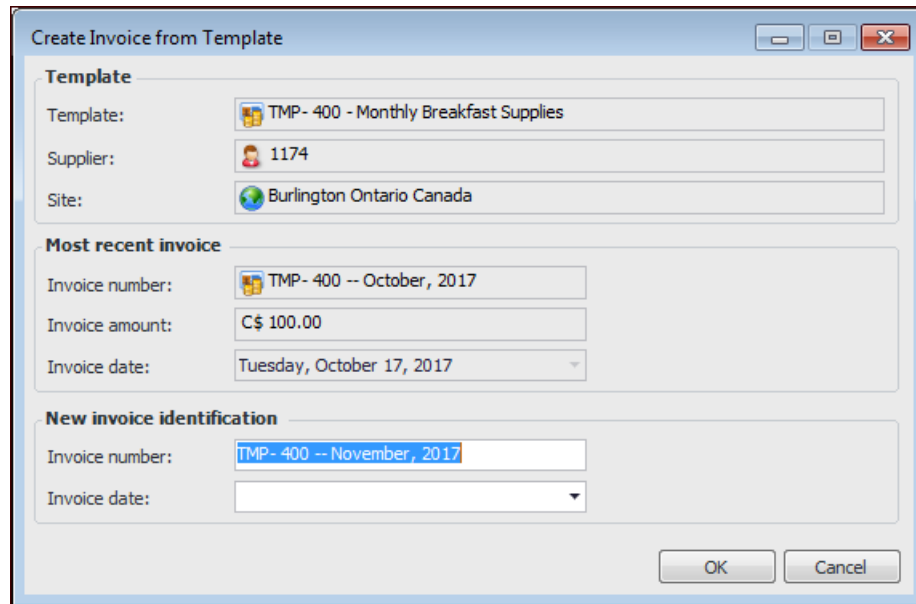 Create Invoice from Template
Template
Template: TMP- 400 - Monthly Breakfast Supplies
Supplier: 1174
Site: Burlington Ontario Canada
Most recent invoice
Invoice number: TMP- 400 -- October, 2017
Invoice amount: C$ 100.00
Invoice date: Tuesday, October 17, 2017
New invoice identification
Invoice number: TMP- 400 -- November, 2017
Invoice date:
OK Cancel